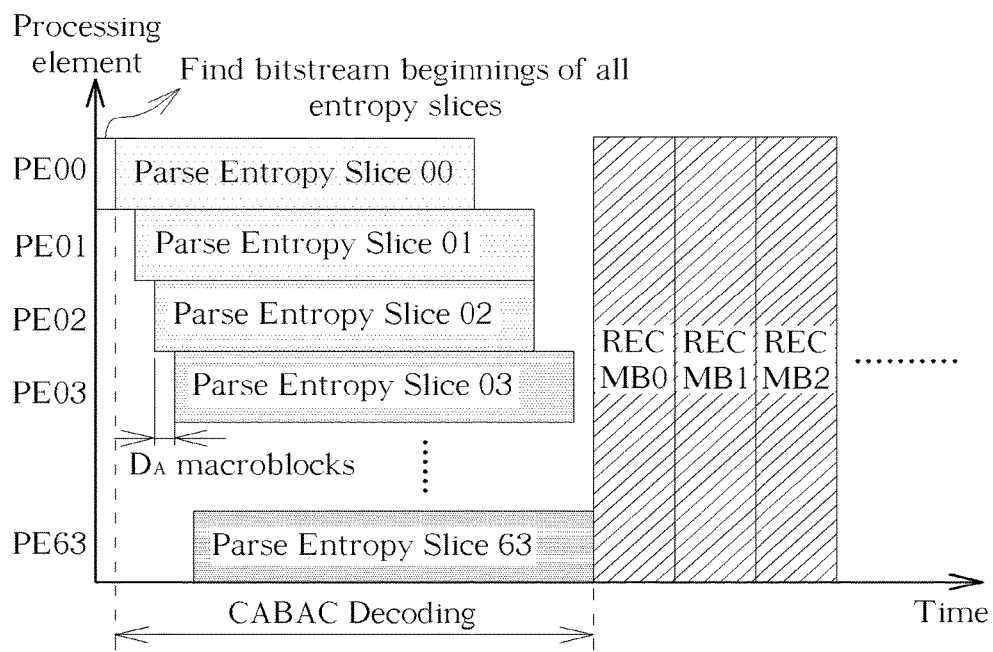 Processing
element
Find bitstream beginnings of all
entropy slices
PE00
Parse Entropy Slice 00
PE01
Parse Entropy Slice 01
PE02
Parse Entropy Slice 02
PE03
Parse Entropy Slice 03
REC
MB0
REC
MB1
REC
MB2
DA macroblocks
PE63
Parse Entropy Slice 63
CABAC Decoding
Time